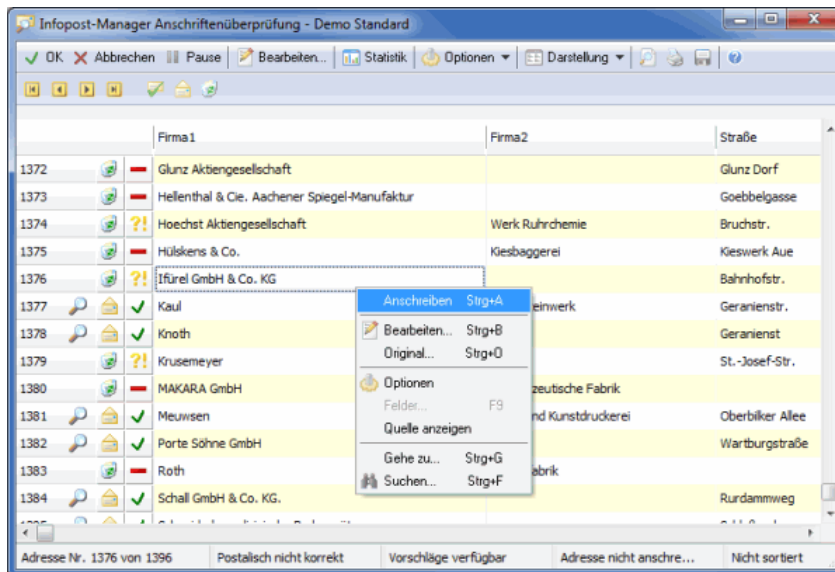 Infopost-Manager Anschriftenüberprüfung - Demo Standard
OK Abbrechen Pause Bearbeiten... Statistik Optionen Darstellung
Firma1 Firma2 Straße
1372 Glunz Aktiengesellschaft Glunz Dorf
1373 Hellenthal & Cie. Aachener Spiegel-Manufaktur Goebbelgasse
1374 ?! Hoechst Aktiengesellschaft Werk Ruhrchemie Bruchstr.
1375 Hülskens & Co. Kiesbaggerei Kieswerk Aue
1376 ?! Ifürel GmbH & Co. KG Bahnhofstr.
1377 Kaul einwerk Geranienstr.
1378 Knoth Geranienst
1379 ?! Krusemeyer St.-Josef-Str.
1380 MAKARA GmbH zeutische Fabrik
1381 Meuwsen nd Kunstdruckerei Oberbilker Allee
1382 Porte Söhne GmbH Wartburgstraße
1383 Roth abrik
1384 Schall GmbH & Co. KG. Rurdammweg
Anschreiben Strg+A
Bearbeiten... Strg+B
Original... Strg+O
Optionen
Felder... F9
Quelle anzeigen
Gehe zu... Strg+G
Suchen... Strg+F
Adresse Nr. 1376 von 1396 Postalisch nicht korrekt Vorschläge verfügbar Adresse nicht anschre... Nicht sortiert